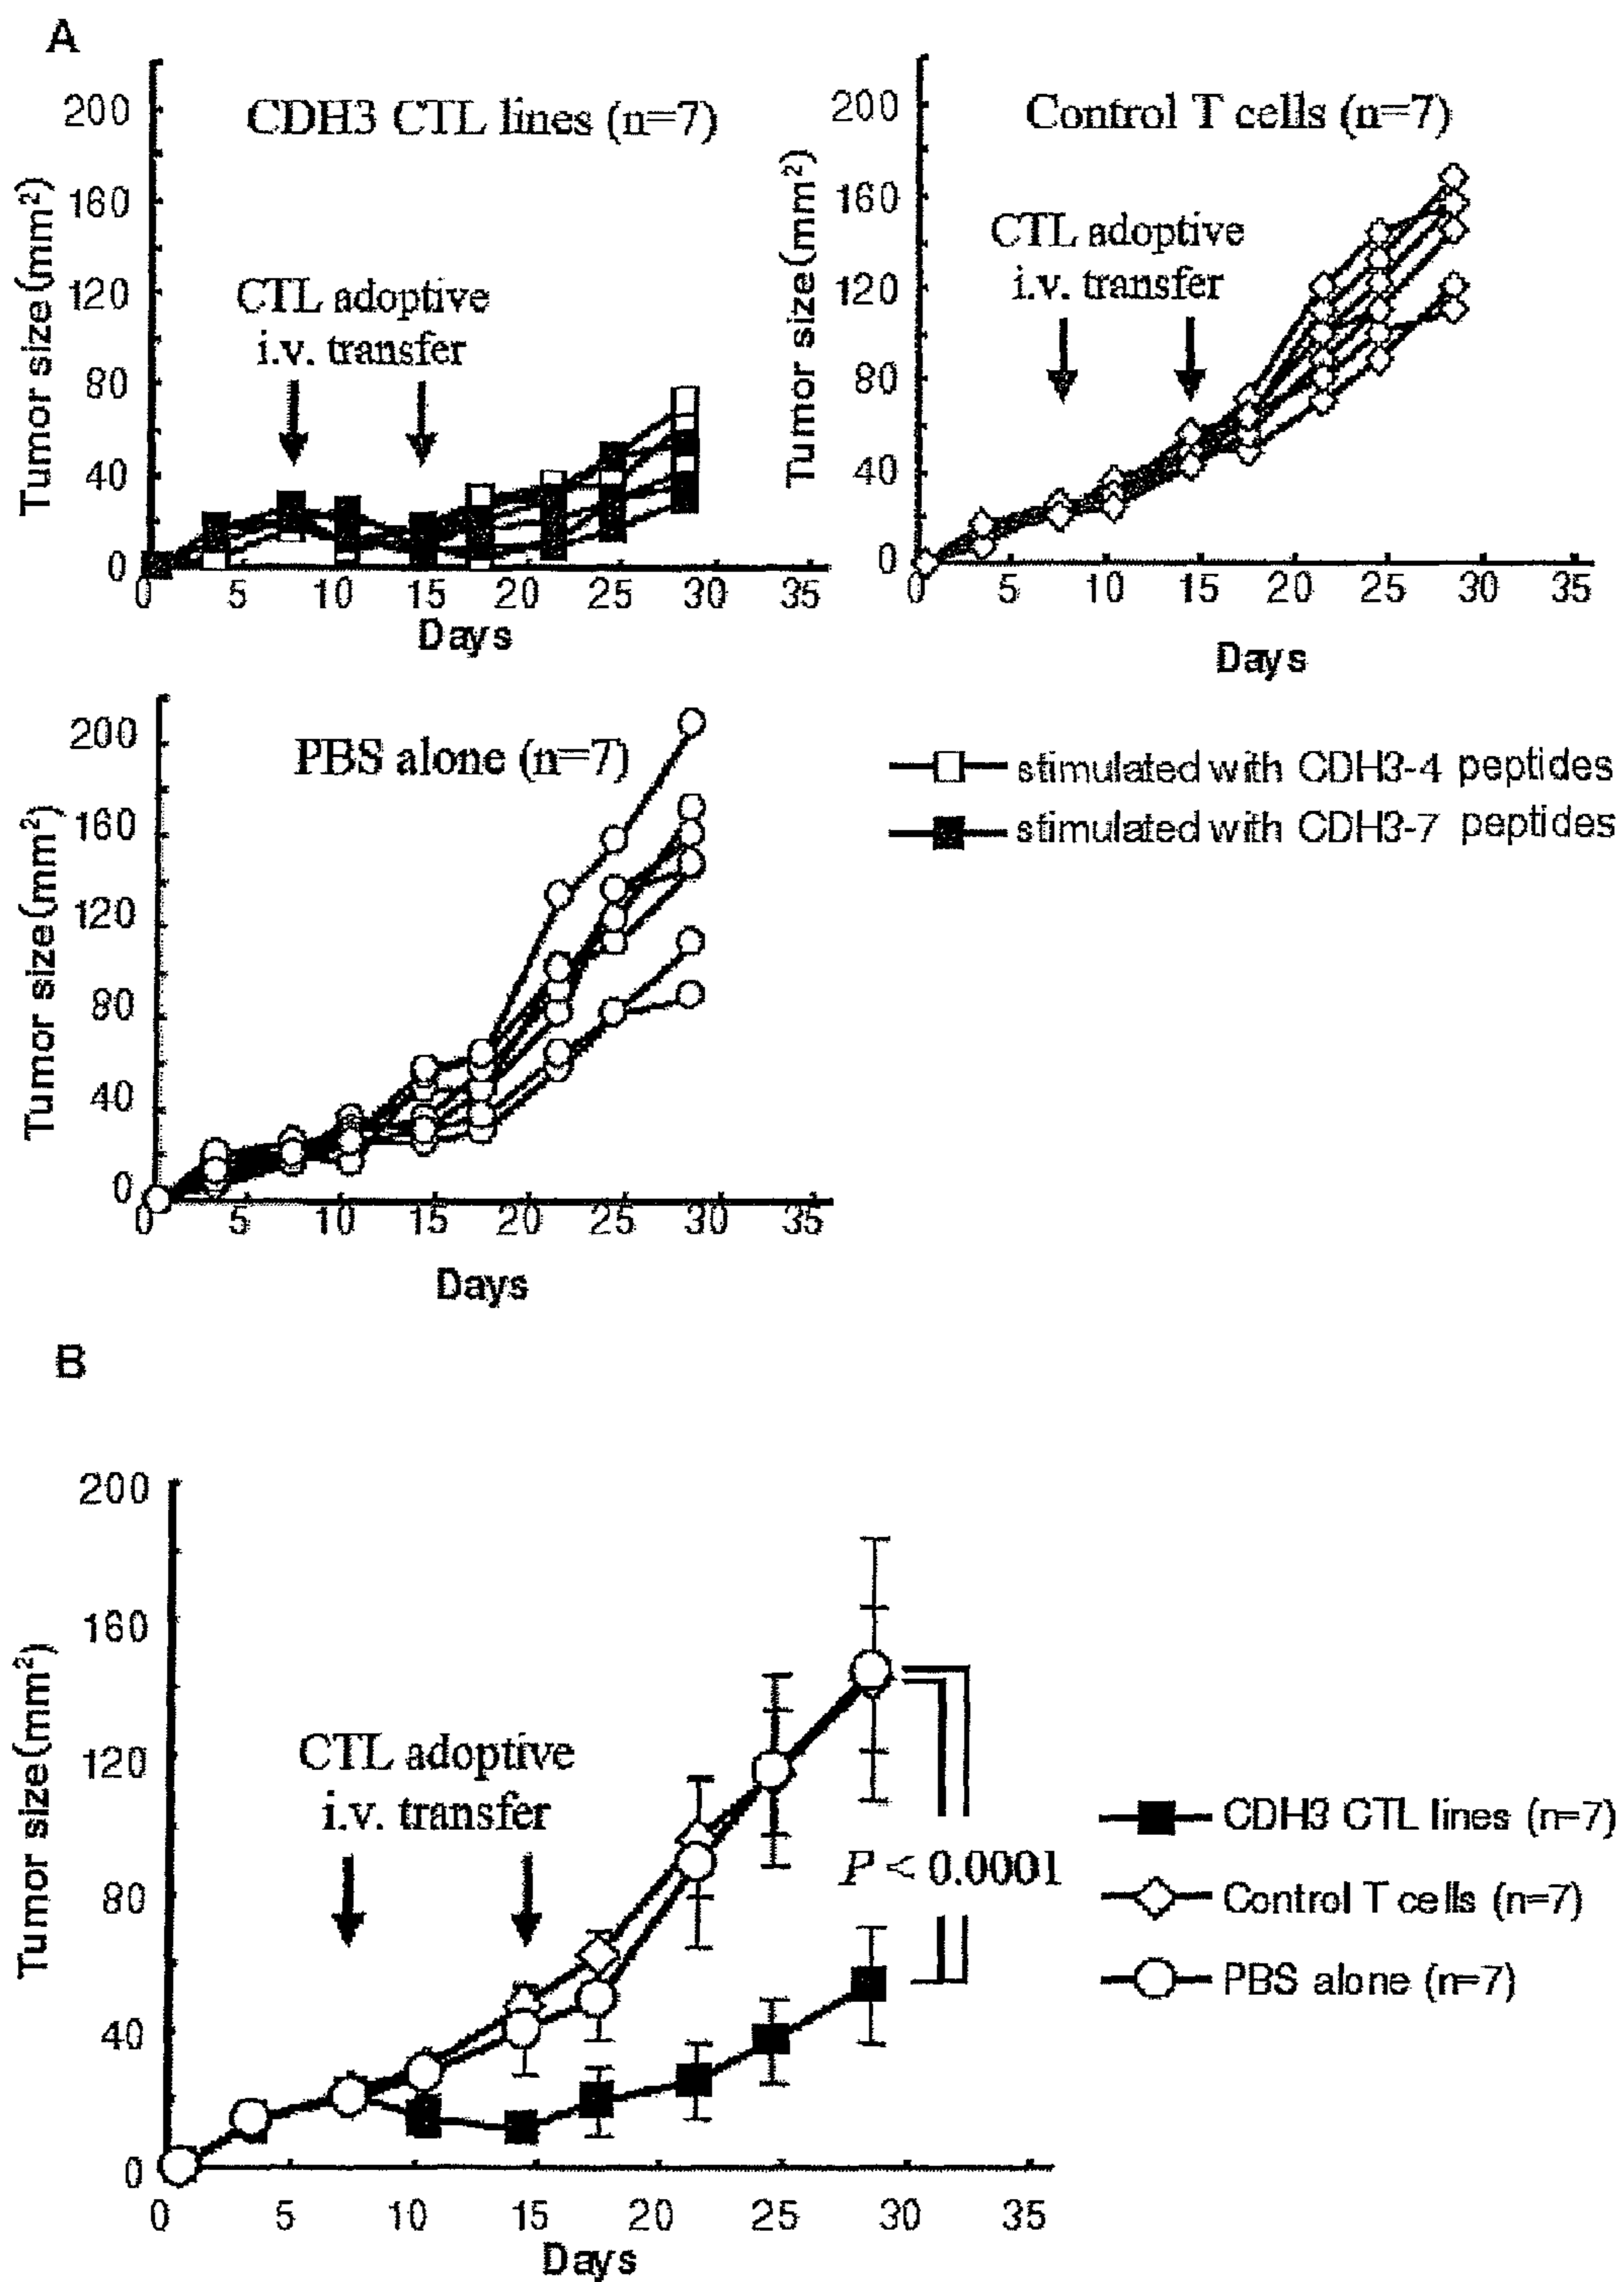 A
CDH3 CTL lines (n=7)
CTL adoptive
i.v. transfer
Tumor size(mm²)
200
160
120
80
40
0
0 5 10 15 20 25 30 35
Days
Control T cells (n=7)
CTL adoptive
i.v. transfer
Tumor size(mm²)
200
160
120
80
40
0
0 5 10 15 20 25 30 35
Days
PBS alone (n=7)
Tumor size(mm²)
200
160
120
80
40
0
0 5 10 15 20 25 30 35
Days
stimulated with CDH3-4 peptides
stimulated with CDH3-7 peptides
B
Tumor size(mm²)
200
160
120
80
40
0
CTL adoptive
i.v. transfer
P < 0.0001
0 5 10 15 20 25 30 35
Days
CDH3 CTL lines (n=7)
Control T cells (n=7)
PBS alone (n=7)